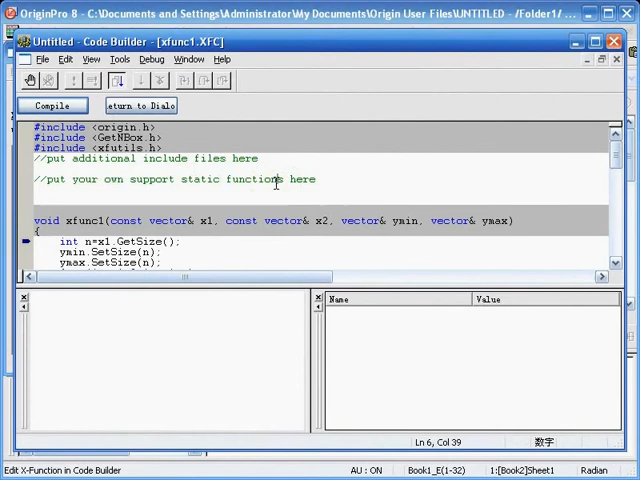 OriginPro 8 - C:\Documents and Settings\Administrator\My Documents\Origin User Files\UNTITLED - /Folder1/ - ...
Untitled - Code Builder - [xfunc1.XFC]
File Edit View Tools Debug Window Help
Compile eturn to Dialo
#include <origin.h>
#include <GetNBox.h>
#include <xfutils.h>
//put additional include files here
//put your own support static functions here
void xfunc1(const vector& x1, const vector& x2, vector& ymin, vector& ymax)
{
int n=x1.GetSize();
ymin.SetSize(n);
ymax.SetSize(n);
Name Value
Ln 6, Col 39 数字
Edit X-Function in Code Builder AU : ON Book1_E(1-32) 1:[Book2]Sheet1 Radian